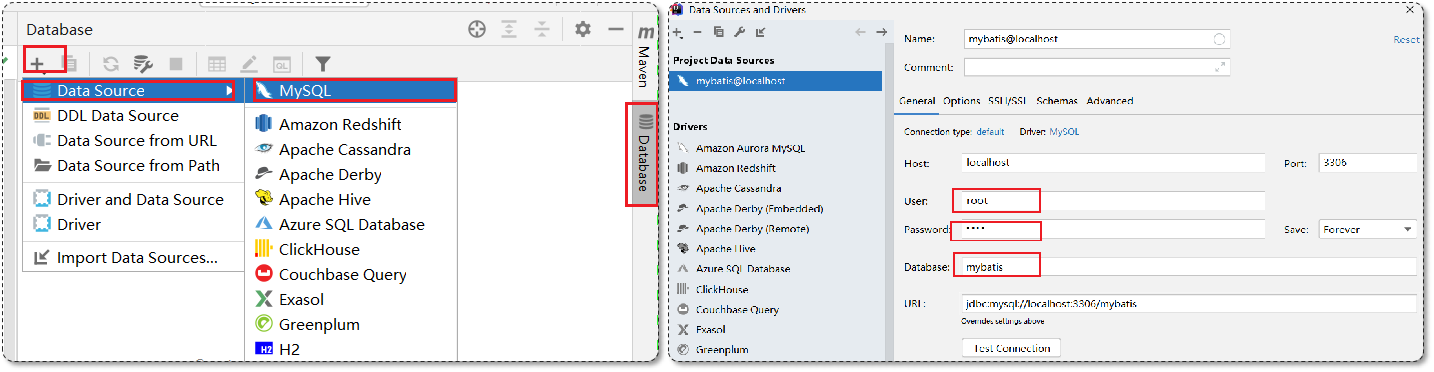 Database
Data Source
DDL Data Source
Data Source from URL
Data Source from Path
Driver and Data Source
Driver
Import Data Sources...
MySQL
Amazon Redshift
Apache Cassandra
Apache Derby
Apache Hive
Azure SQL Database
ClickHouse
Couchbase Query
Exasol
Greenplum
H2
m Maven
Database
Data Sources and Drivers
Project Data Sources
mybatis@localhost
Drivers
Amazon Aurora MySQL
Amazon Redshift
Apache Cassandra
Apache Derby (Embedded)
Apache Derby (Remote)
Apache Hive
Azure SQL Database
ClickHouse
Couchbase Query
Exasol
Greenplum
Name: mybatis@localhost Reset
Comment:
General Options SSH/SSL Schemas Advanced
Connection type: default Driver: MySQL
Host: localhost Port: 3306
User: root
Password: •••• Save: Forever
Database: mybatis
URL: jdbc:mysql://localhost:3306/mybatis
Overrides settings above
Test Connection